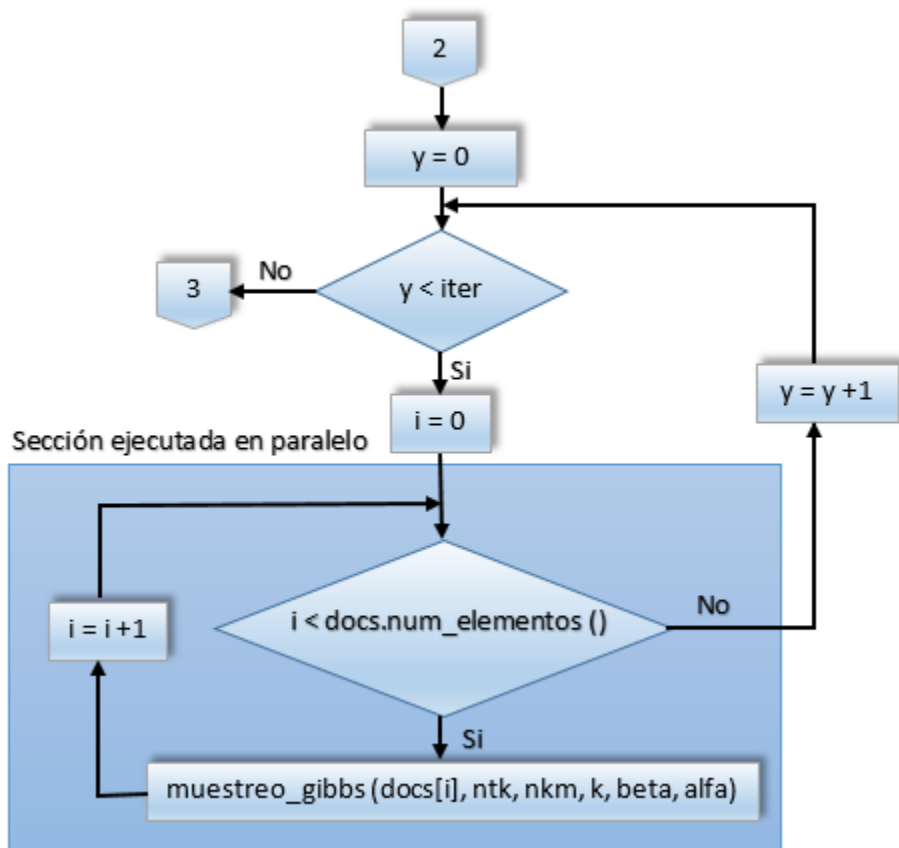 2
y = 0
y < iter
No
3
Si
i = 0
y = y +1
Sección ejecutada en paralelo
i < docs.num_elementos ()
No
i = i +1
Si
muestreo_gibbs (docs[i], ntk, nkm, k, beta, alfa)